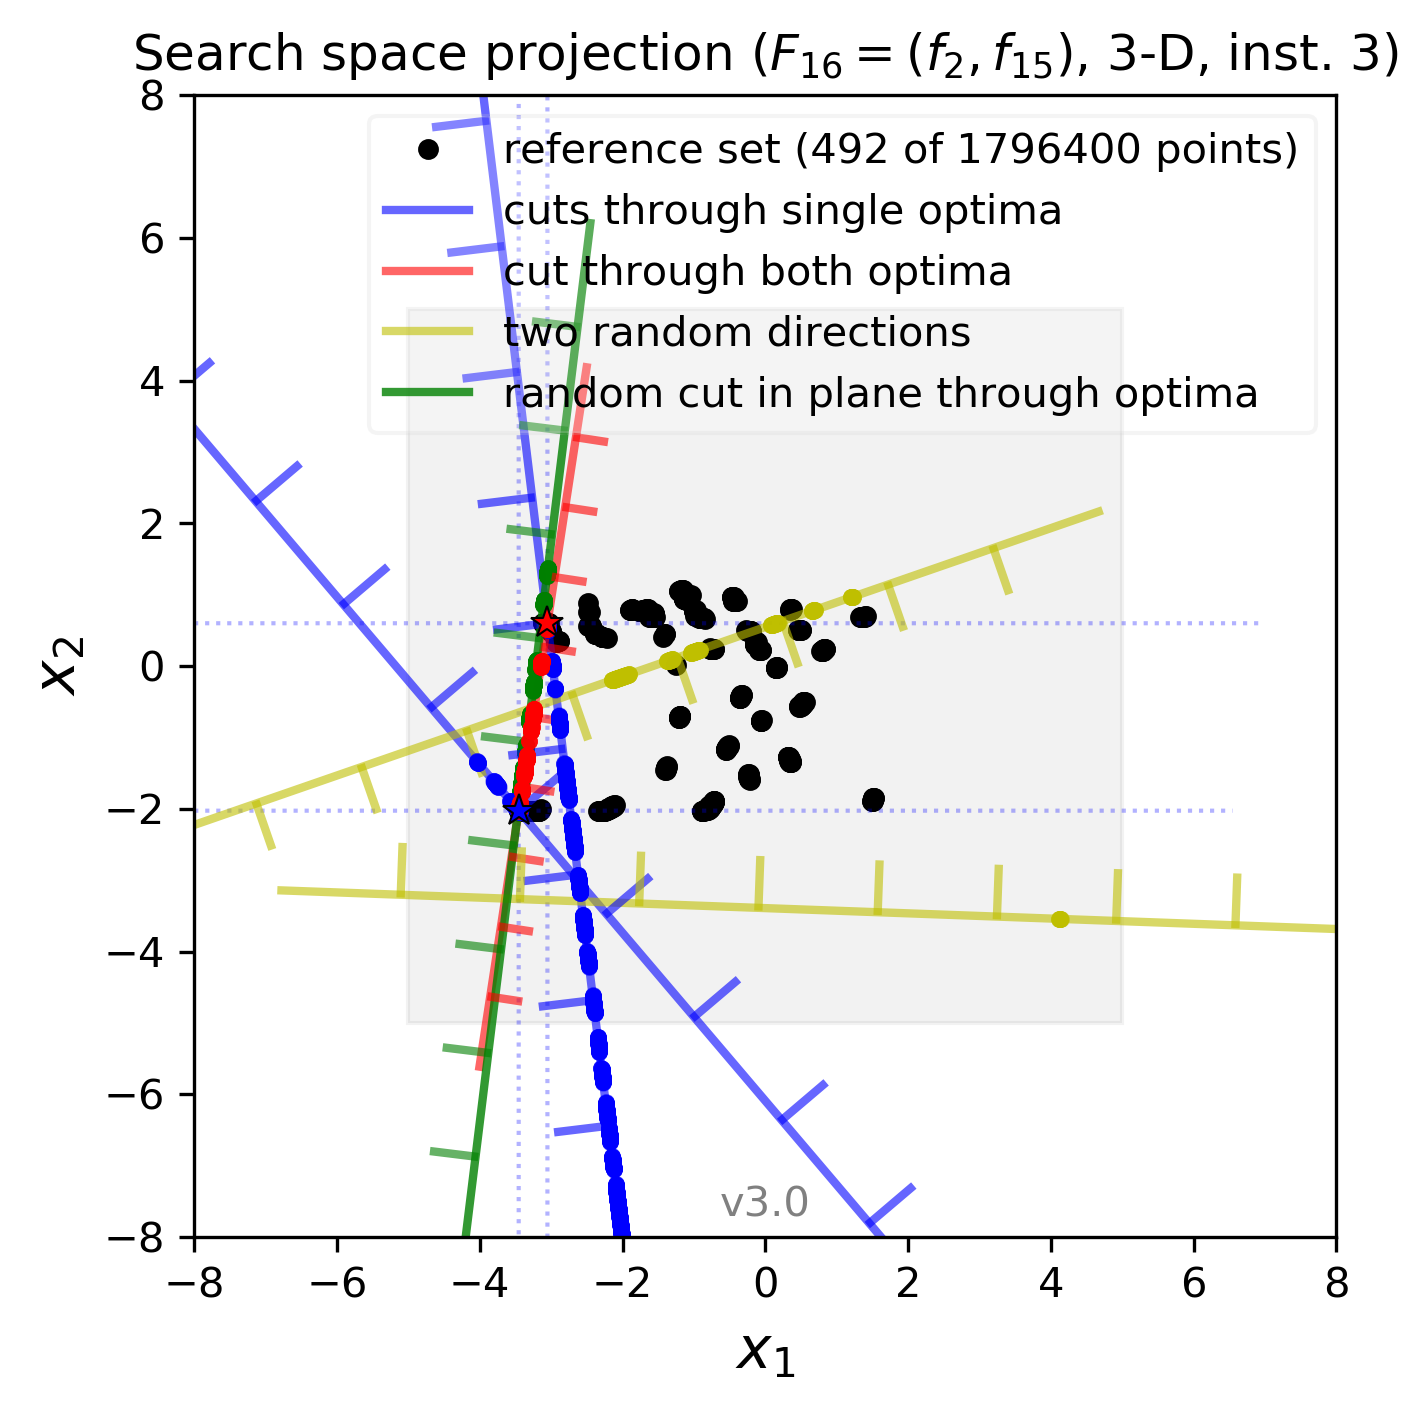 Search space projection (F₁₆ = (f₂, f₁₅), 3-D, inst. 3)
reference set (492 of 1796400 points)
cuts through single optima
cut through both optima
two random directions
random cut in plane through optima
8
6
4
2
0
−2
−4
−6
−8
x₂
v3.0
−8 −6 −4 −2 0 2 4 6 8
x₁